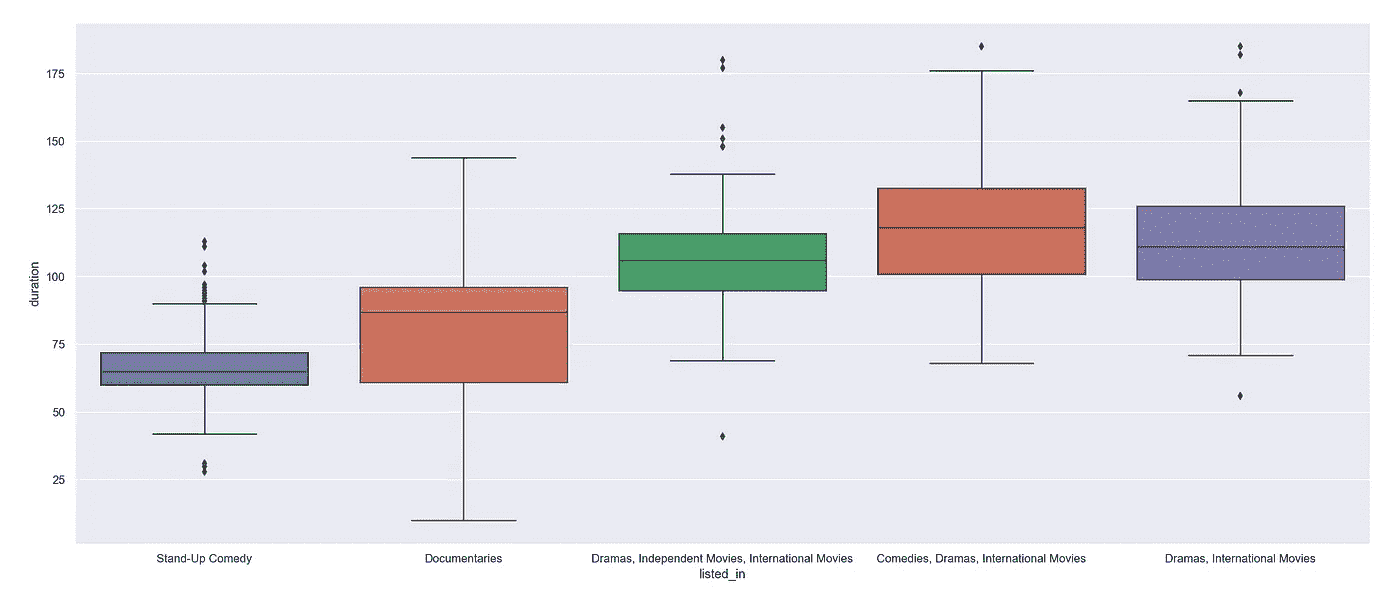 175
150
125
100
75
50
25
duration
Stand-Up Comedy
Documentaries
Dramas, Independent Movies, International Movies
Comedies, Dramas, International Movies
Dramas, International Movies
listed_in